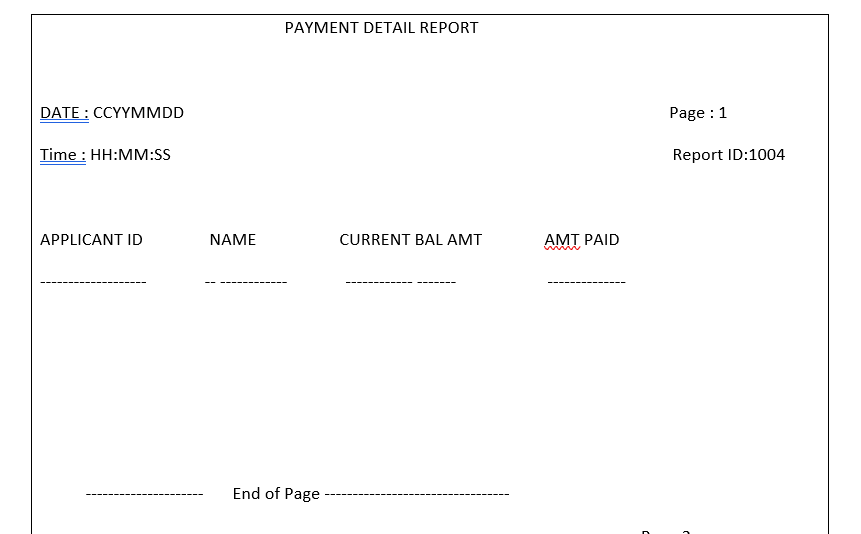 PAYMENT DETAIL REPORT
DATE : CCYYMMDD Page : 1
Time : HH:MM:SS Report ID:1004
APPLICANT ID NAME CURRENT BAL AMT AMT PAID
------------------- -- ------------ ------------ ------- --------------
--------------------- End of Page ---------------------------------